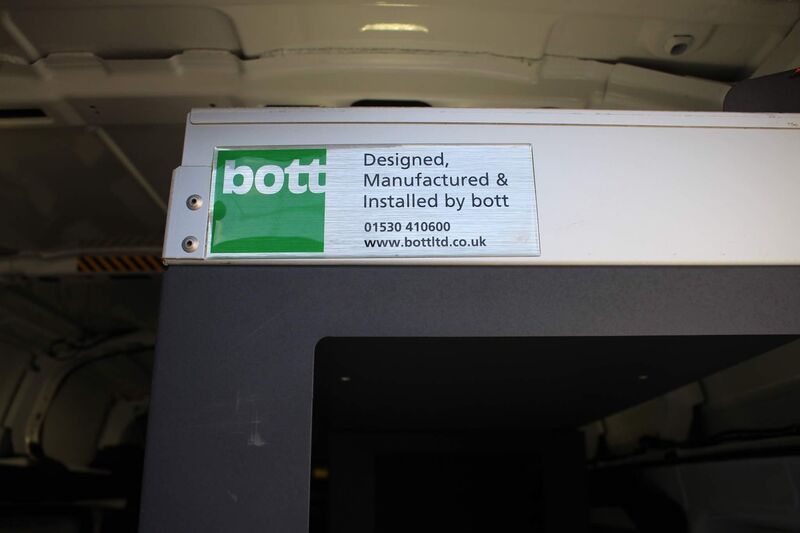 bott
Designed,
Manufactured &
Installed by bott
01530 410600
www.bottltd.co.uk